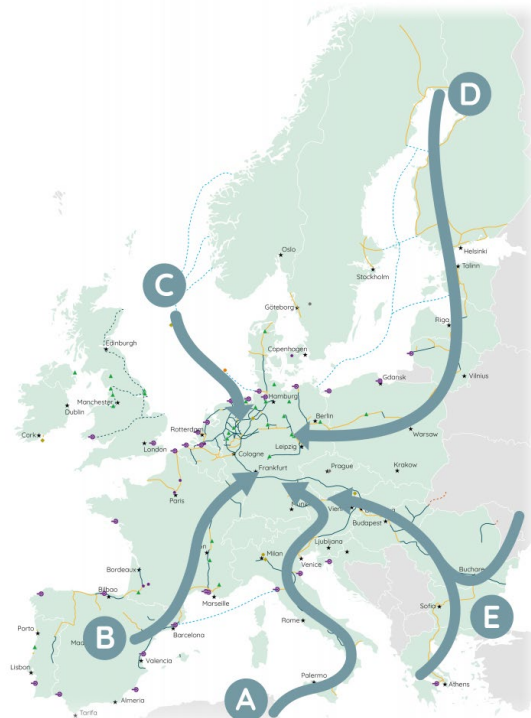 D
Helsinki
Oslo
Talinn
Stockholm
C
Göteborg
Riga
Edinburgh
Copenhagen
Vilnius
Gdansk
Manchester
Dublin
Hamburg
Berlin
Rotterdam
Warsaw
Cork
Leipzig
London
Cologne
Frankfurt
Prague
Krakow
Paris
Budapest
Ljubljana
Milan
Venice
Bordeaux
Bilbao
Marseille
Sofia
E
Porto
B
Rome
Barcelona
Valencia
Lisbon
Palermo
Athens
A
Almeria
Tarifa